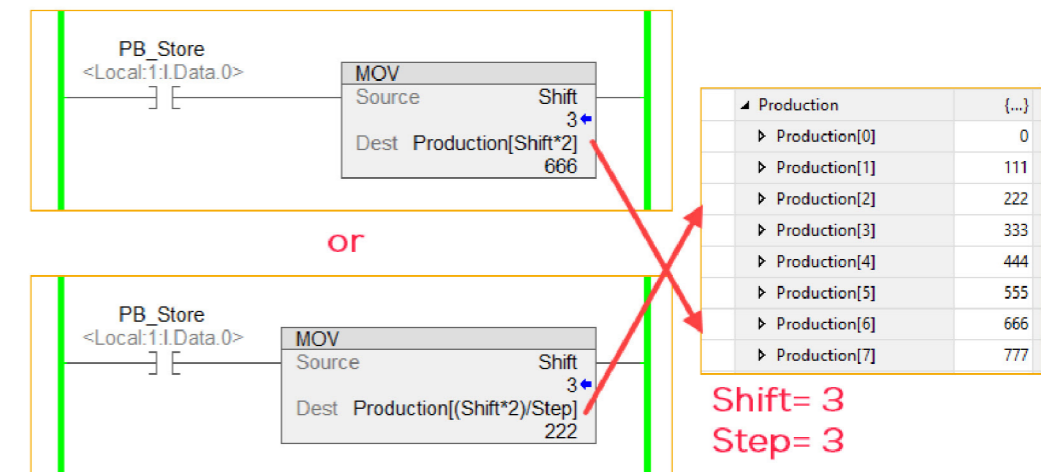 PB_Store
<Local:1:I.Data.0>
MOV
Source Shift
3
Dest Production[Shift*2]
666
or
PB_Store
<Local:1:I.Data.0>
MOV
Source Shift
3
Dest Production[(Shift*2)/Step]
222
Production {...}
Production[0] 0
Production[1] 111
Production[2] 222
Production[3] 333
Production[4] 444
Production[5] 555
Production[6] 666
Production[7] 777
Shift= 3
Step= 3